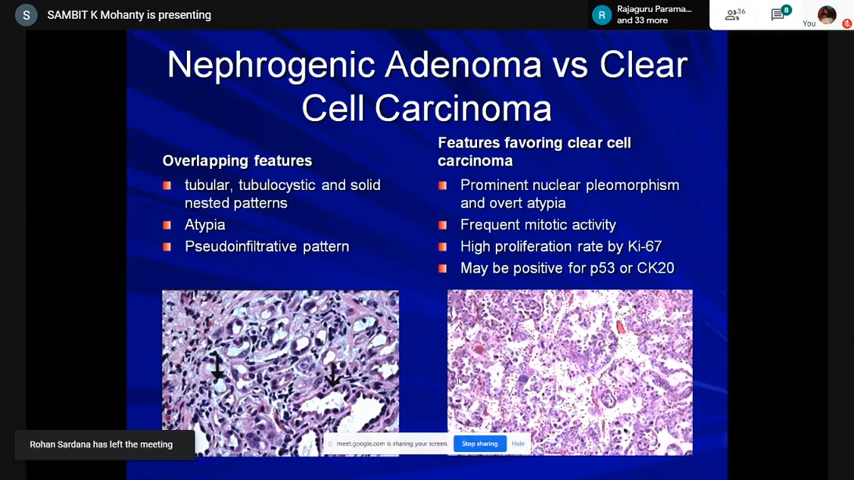 S
SAMBIT K Mohanty is presenting
R
Rajaguru Parama...
and 33 more
36
8
You
Nephrogenic Adenoma vs Clear
Cell Carcinoma
Overlapping features
tubular, tubulocystic and solid
nested patterns
Atypia
Pseudoinfiltrative pattern
Features favoring clear cell
carcinoma
Prominent nuclear pleomorphism
and overt atypia
Frequent mitotic activity
High proliferation rate by Ki-67
May be positive for p53 or CK20
Rohan Sardana has left the meeting
meet.google.com is sharing your screen.
Stop sharing
Hide